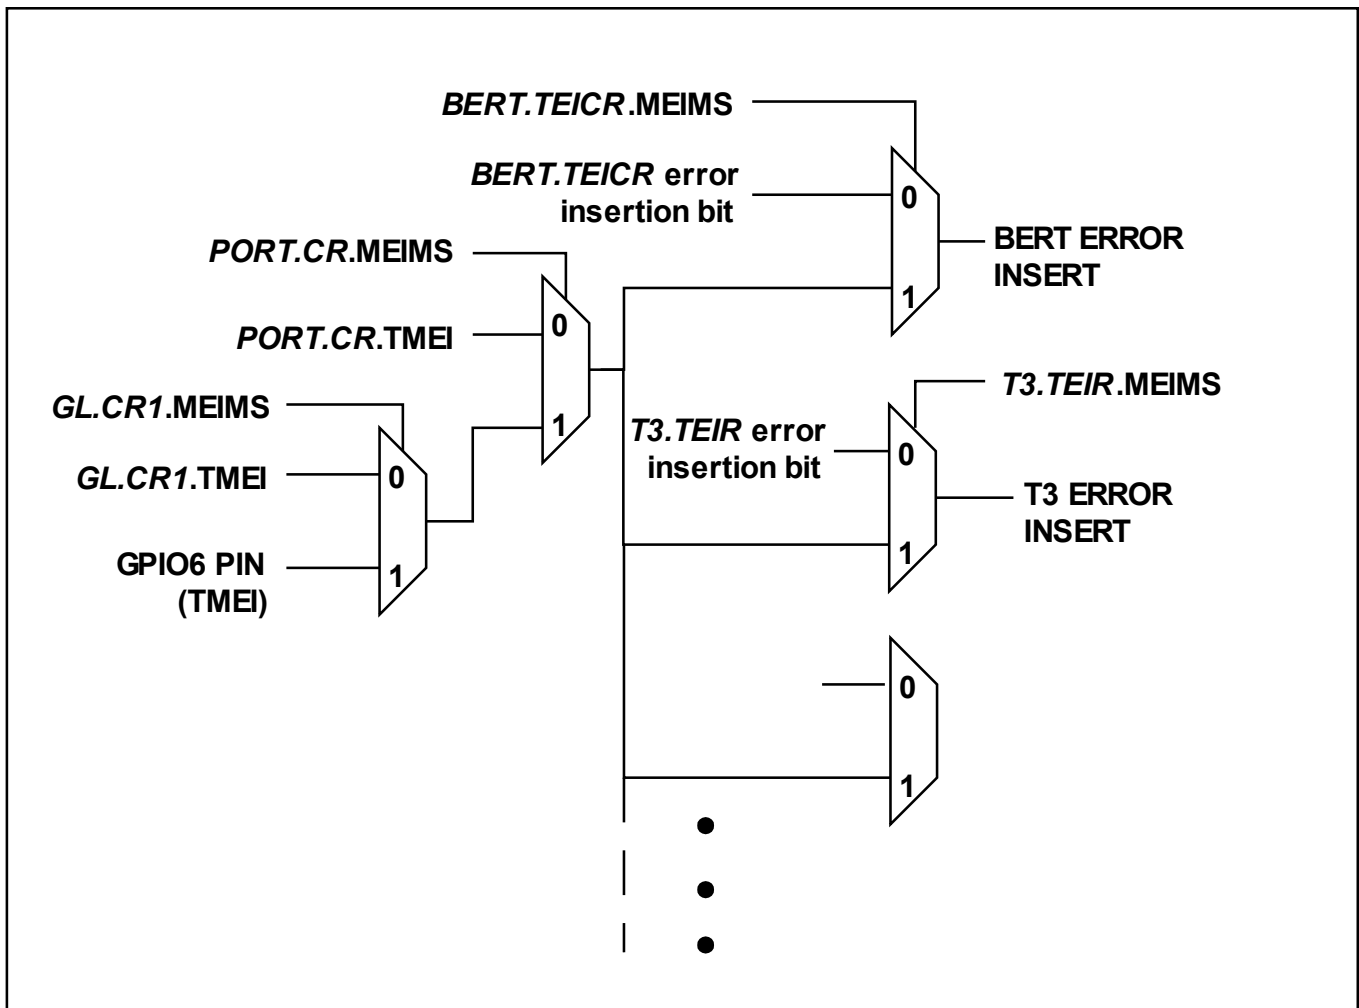 BERT.TEICR.MEIMS
BERT.TEICR error
insertion bit
0
1
BERT ERROR
INSERT
PORT.CR.MEIMS
PORT.CR.TMEI
0
1
GL.CR1.MEIMS
GL.CR1.TMEI
GPIO6 PIN
(TMEI)
0
1
T3.TEIR.MEIMS
T3.TEIR error
insertion bit
0
1
T3 ERROR
INSERT
0
1